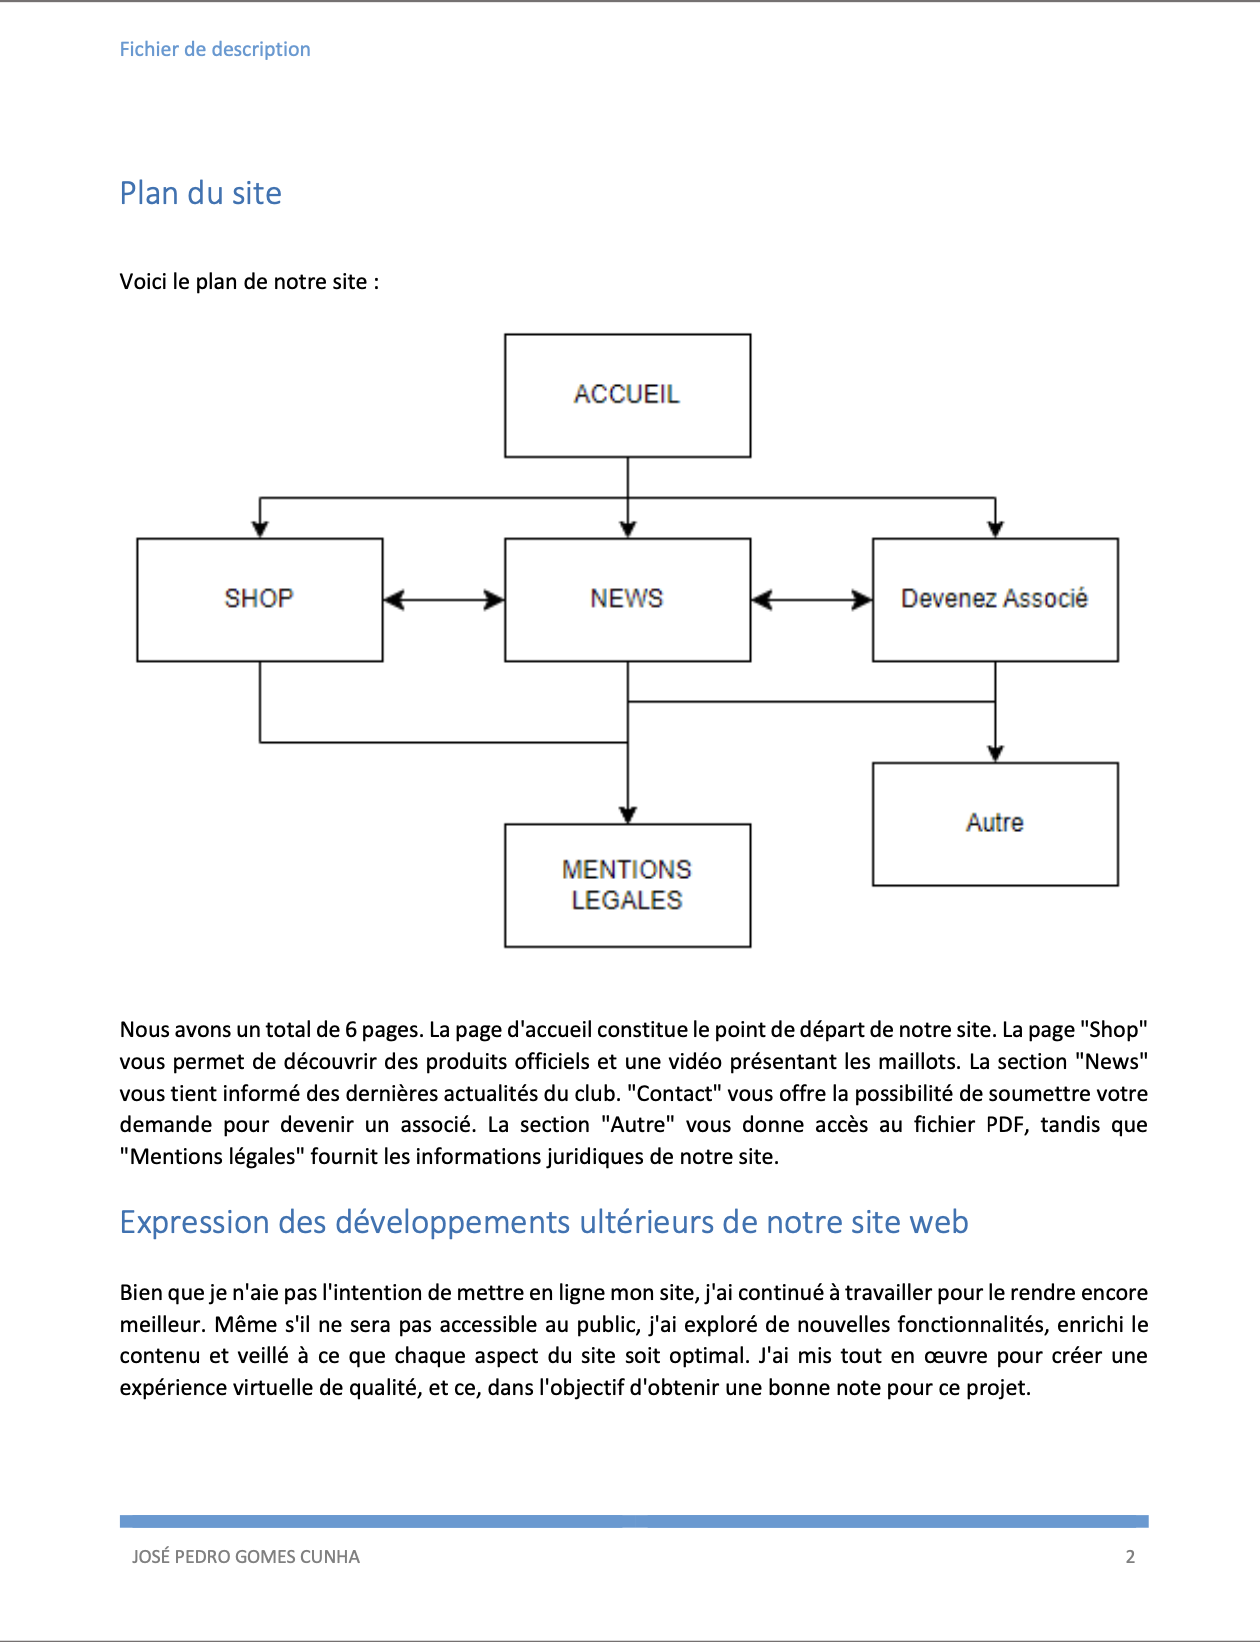 Fichier de description
Plan du site
Voici le plan de notre site :
ACCUEIL
SHOP
NEWS
Devenez Associé
Autre
MENTIONS
LEGALES
Nous avons un total de 6 pages. La page d'accueil constitue le point de départ de notre site. La page "Shop"
vous permet de découvrir des produits officiels et une vidéo présentant les maillots. La section "News"
vous tient informé des dernières actualités du club. "Contact" vous offre la possibilité de soumettre votre
demande pour devenir un associé. La section "Autre" vous donne accès au fichier PDF, tandis que
"Mentions légales" fournit les informations juridiques de notre site.
Expression des développements ultérieurs de notre site web
Bien que je n'aie pas l'intention de mettre en ligne mon site, j'ai continué à travailler pour le rendre encore
meilleur. Même s'il ne sera pas accessible au public, j'ai exploré de nouvelles fonctionnalités, enrichi le
contenu et veillé à ce que chaque aspect du site soit optimal. J'ai mis tout en œuvre pour créer une
expérience virtuelle de qualité, et ce, dans l'objectif d'obtenir une bonne note pour ce projet.
JOSÉ PEDRO GOMES CUNHA
2